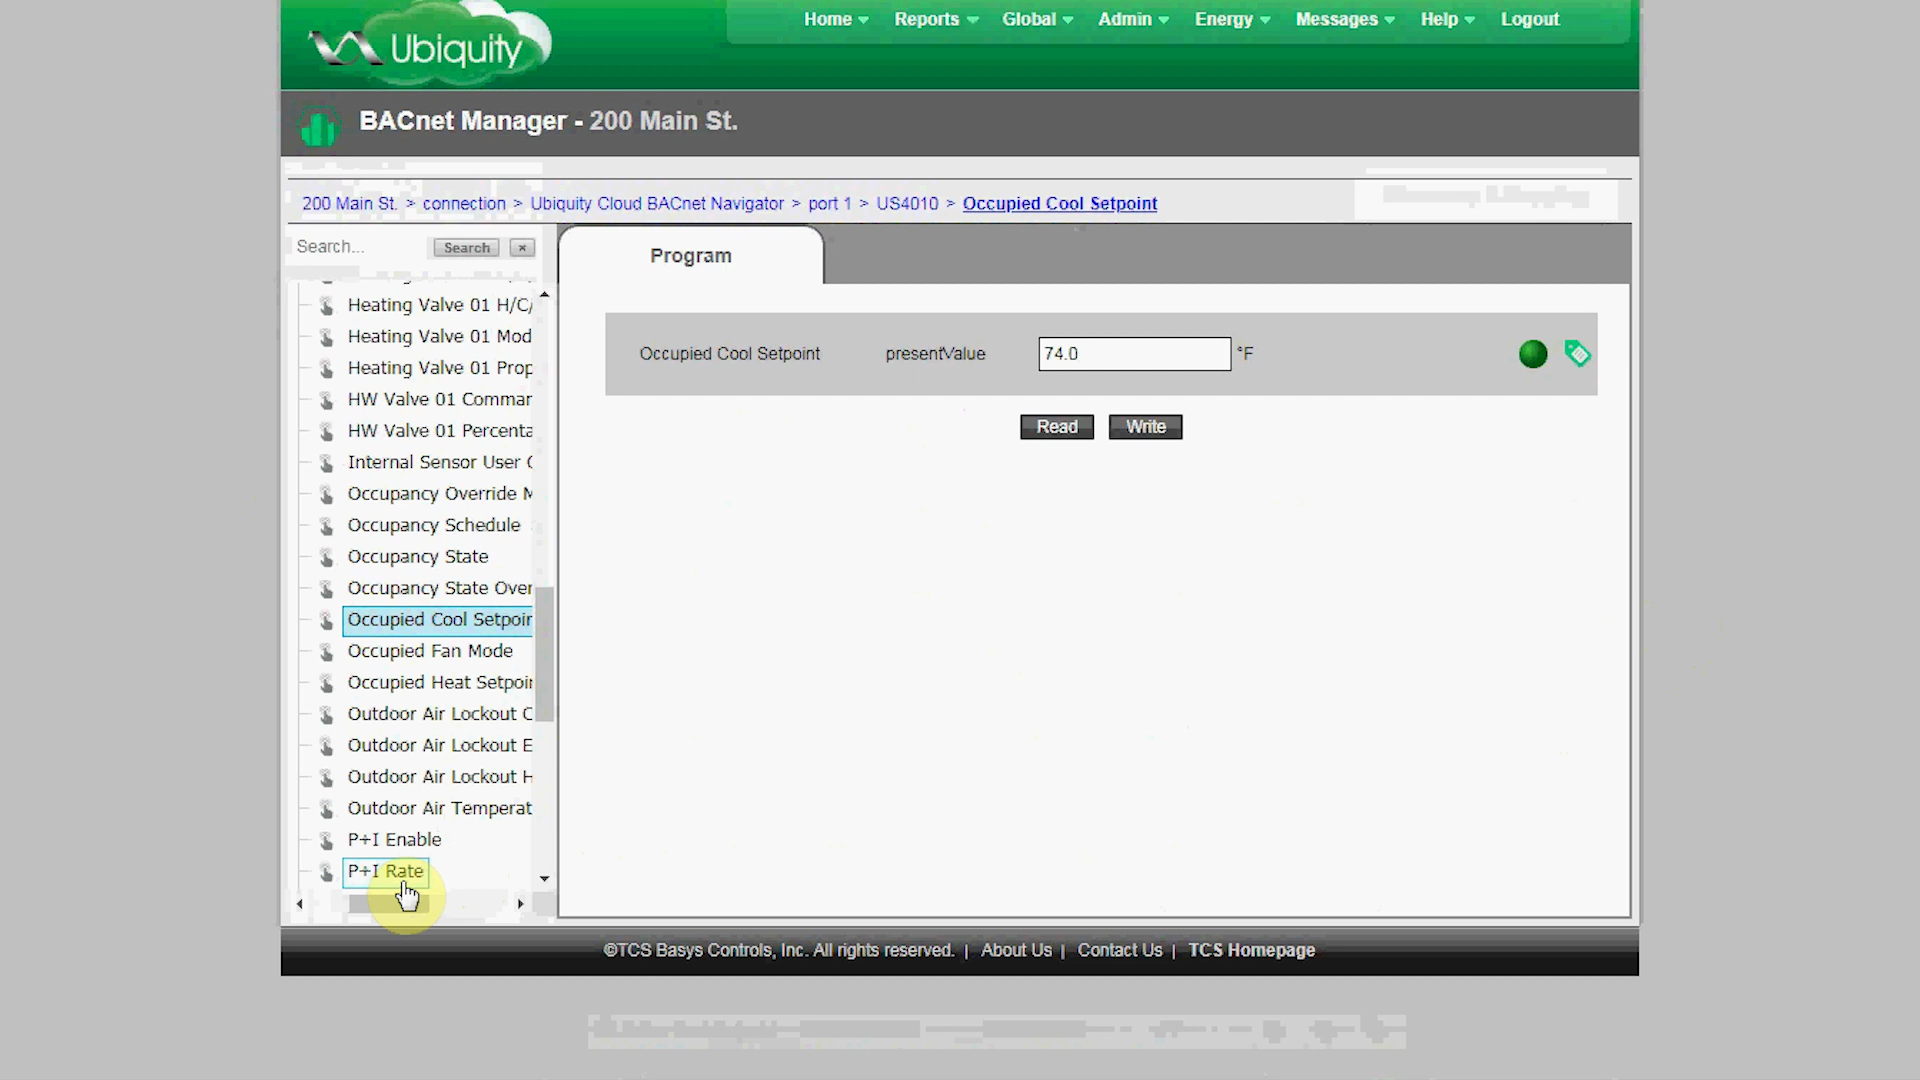 Ubiquity
Home Reports Global Admin Energy Messages Help Logout
BACnet Manager - 200 Main St.
200 Main St. > connection > Ubiquity Cloud BACnet Navigator > port 1 > US4010 > Occupied Cool Setpoint
Search... Search ×
Program
Heating Valve 01 H/C/
Heating Valve 01 Mod
Heating Valve 01 Prop
HW Valve 01 Commar
HW Valve 01 Percenta
Internal Sensor User
Occupancy Override M
Occupancy Schedule
Occupancy State
Occupancy State Over
Occupied Cool Setpoin
Occupied Fan Mode
Occupied Heat Setpoin
Outdoor Air Lockout C
Outdoor Air Lockout E
Outdoor Air Lockout H
Outdoor Air Temperat
P+I Enable
P+I Rate
Occupied Cool Setpoint presentValue 74.0 °F
Read Write
©TCS Basys Controls, Inc. All rights reserved. | About Us | Contact Us | TCS Homepage